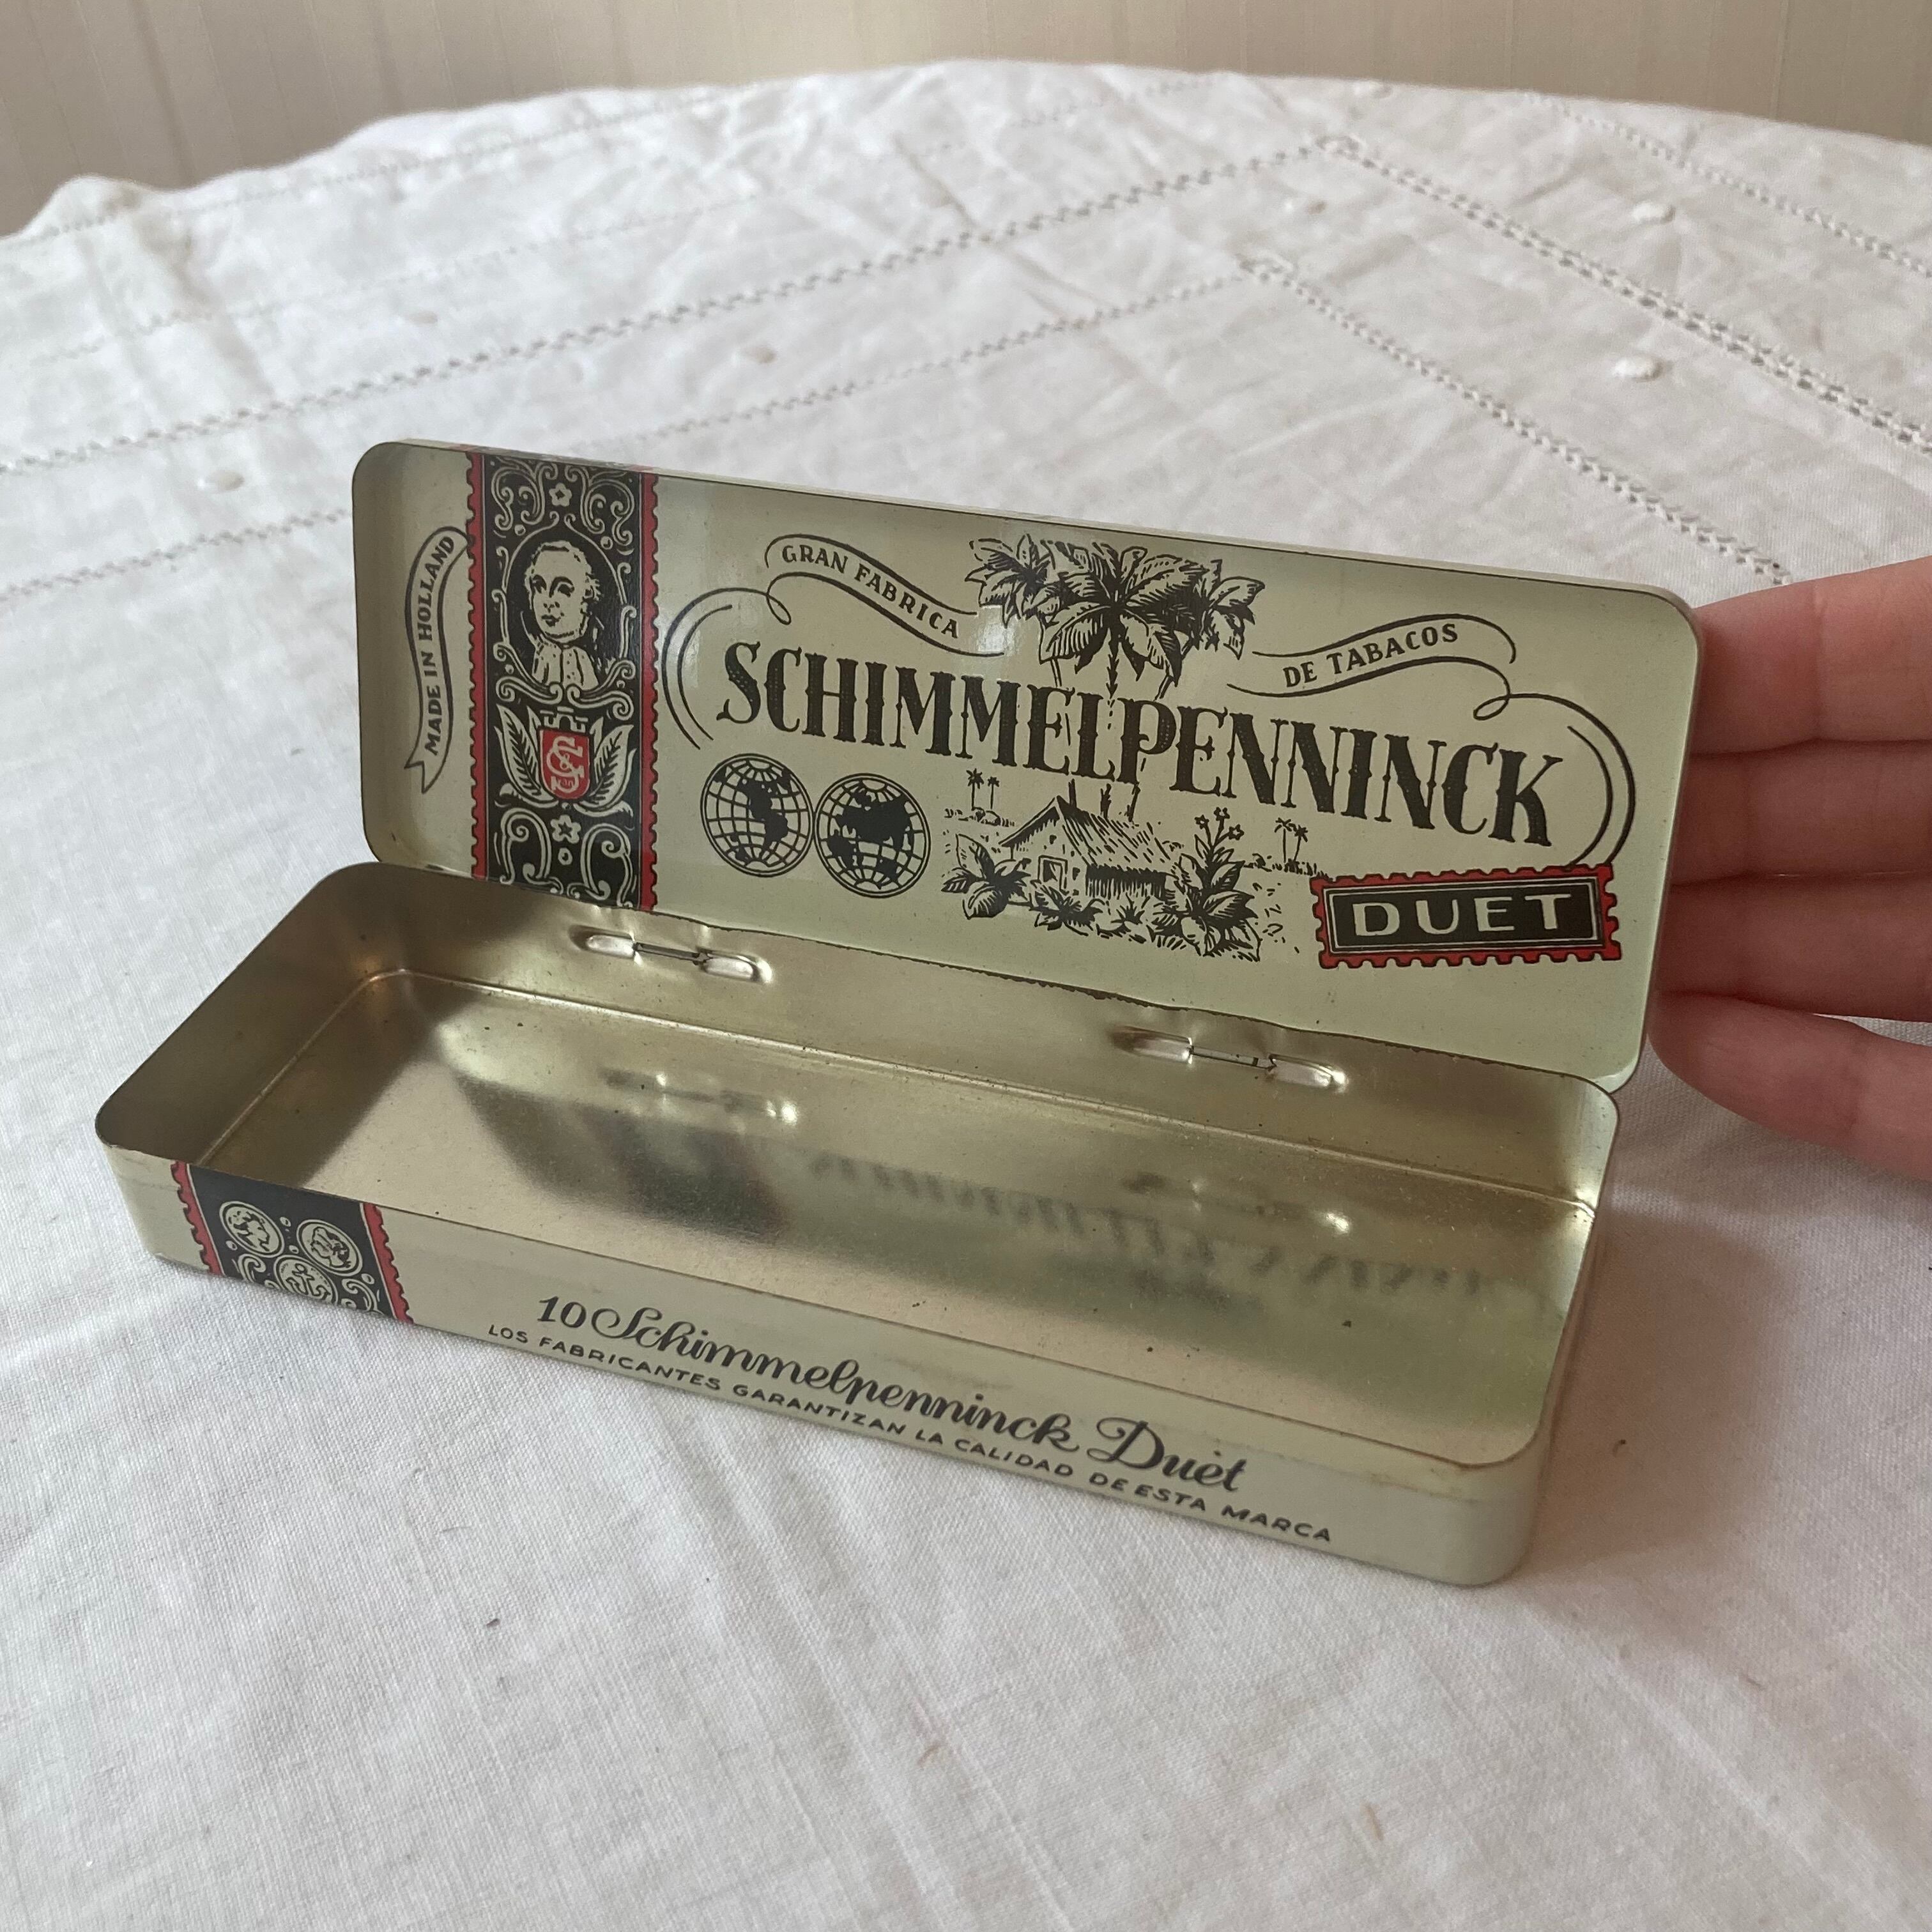 MADE IN HOLLAND
GRAN FABRICA
DE TABACOS
SCHIMMELPENNINCK
DUET
10 Schimmelpenninck Duet
LOS FABRICANTES GARANTIZAN LA CALIDAD DE ESTA MARCA